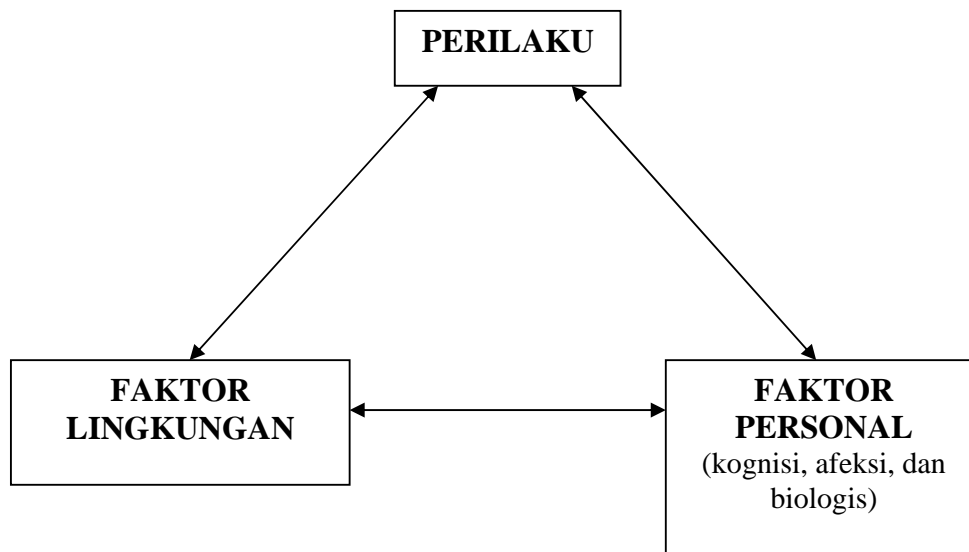 PERILAKU
FAKTOR
LINGKUNGAN
FAKTOR
PERSONAL
(kognisi, afeksi, dan
biologis)